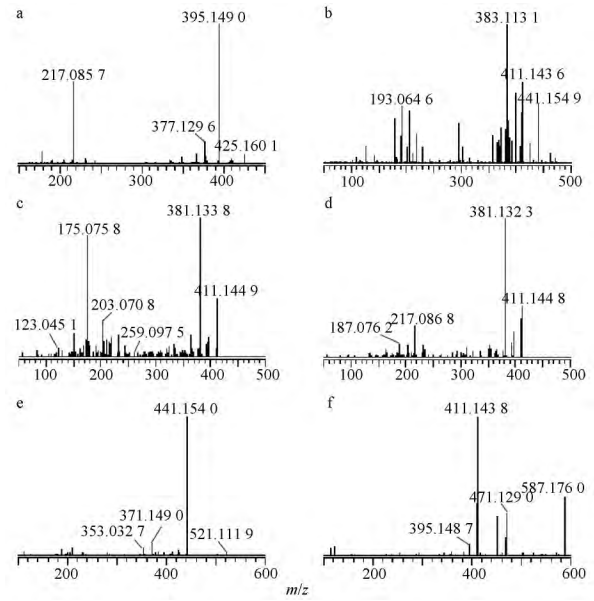 a
395.149 0
217.085 7
377.129 6
425.160 1
200 300 400
b
383.113 1
411.143 6
441.154 9
193.064 6
100 300 500
c
381.133 8
175.075 8
411.144 9
203.070 8
123.045 1
259.097 5
100 200 300 400 500
d
381.132 3
411.144 8
217.086 8
187.076 2
100 200 300 400 500
e
441.154 0
371.149 0
353.032 7
521.111 9
200 400 600
f
411.143 8
587.176 0
471.129 0
395.148 7
200 400 600
m/z